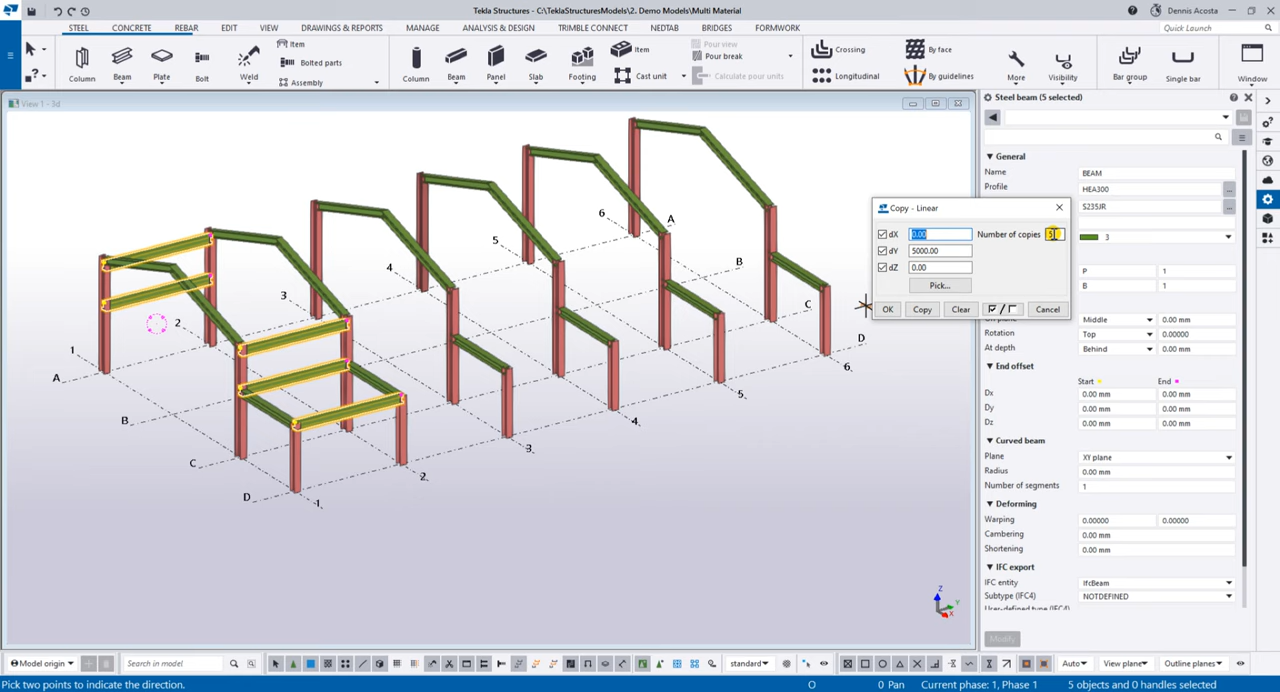 Tekla Structures - C:\TeklaStructuresModels\2. Demo Models\Multi Material
Dennis Acosta
STEEL CONCRETE REBAR EDIT VIEW DRAWINGS & REPORTS MANAGE ANALYSIS & DESIGN TRIMBLE CONNECT NEDTAB BRIDGES FORMWORK
Quick Launch
Item
Bolted parts
Assembly
Column Beam Plate Bolt Weld
Item
Cast unit
Column Beam Panel Slab Footing
Pour view
Pour break
Calculate pour units
Crossing
Longitudinal
By face
By guidelines
More
Visibility
Bar group
Single bar
Window
View 1 - 3d
Steel beam (5 selected)
General
Name BEAM
Profile HEA300
S235JR
3
P 1
B 1
Middle 0.00 mm
Rotation Top 0.00000
At depth Behind 0.00 mm
End offset
Start End
Dx 0.00 mm 0.00 mm
Dy 0.00 mm 0.00 mm
Dz 0.00 mm 0.00 mm
Curved beam
Plane XY plane
Radius 0.00 mm
Number of segments 1
Deforming
Warping 0.00000 0.00000
Cambering 0.00 mm
Shortening 0.00 mm
IFC export
IFC entity IfcBeam
Subtype (IFC4) NOTDEFINED
User-defined type (IFC4)
Modify
Copy - Linear
dX 0.00 Number of copies 5
dY 5000.00
dZ 0.00
Pick...
OK Copy Clear Cancel
6 A
5 B
4 C
3 D
2 6
1 5
A 4
B 3
C 2
D 1
Z
Y
X
Model origin
Search in model
standard
Auto
View plane
Outline planes
Pick two points to indicate the direction.
O
0 Pan
Current phase: 1, Phase 1
5 objects and 0 handles selected